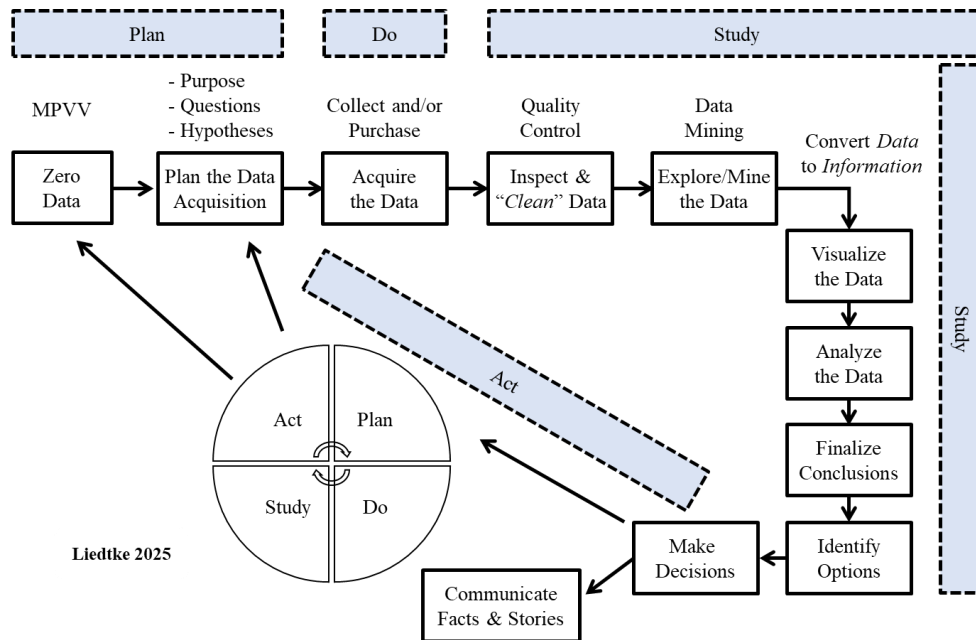 Plan
Do
Study
MPVV
- Purpose
- Questions
- Hypotheses
Collect and/or
Purchase
Quality
Control
Data
Mining
Convert Data
to Information
Zero
Data
Plan the Data
Acquisition
Acquire
the Data
Inspect &
“Clean” Data
Explore/Mine
the Data
Visualize
the Data
Analyze
the Data
Finalize
Conclusions
Identify
Options
Study
Act
Make
Decisions
Communicate
Facts & Stories
Act
Plan
Study
Do
Liedtke 2025